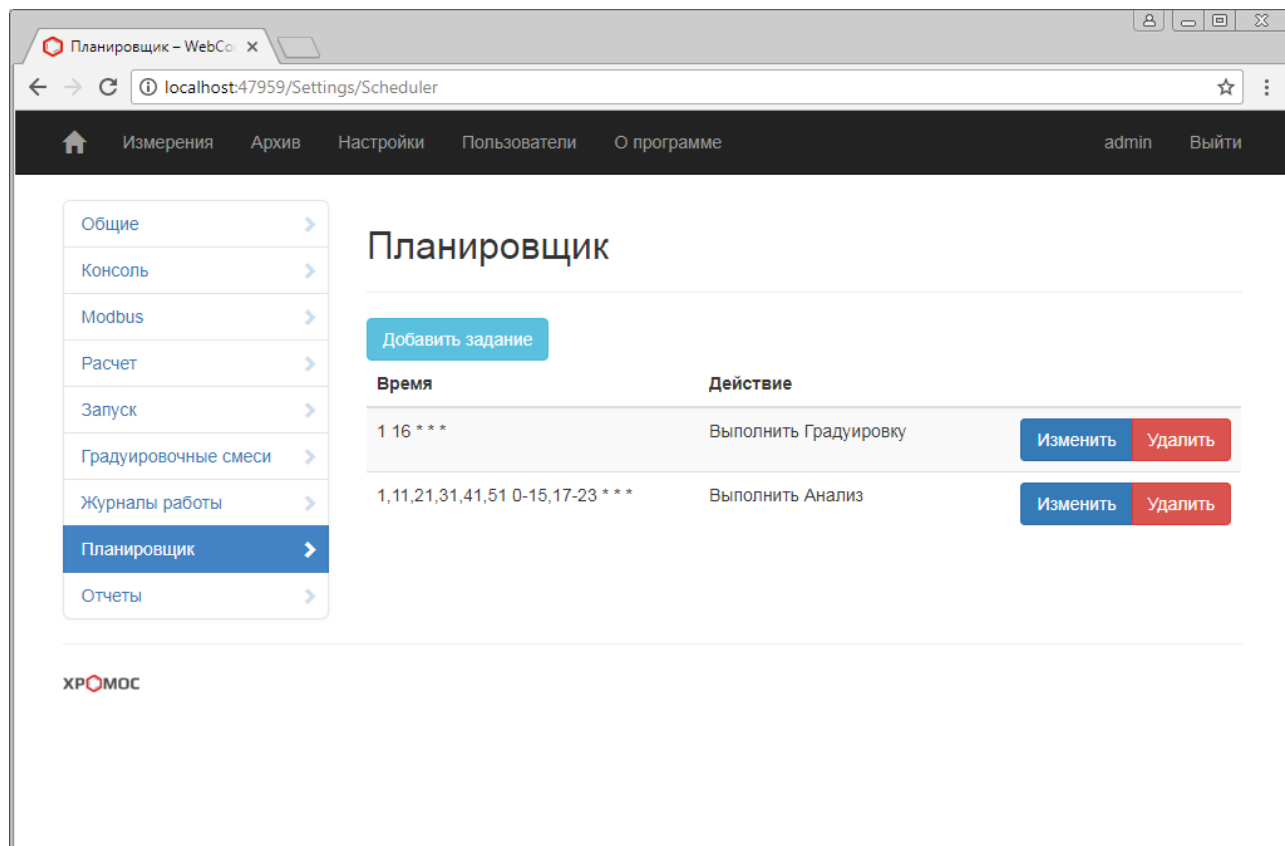 Планировщик – WebCo
localhost:47959/Settings/Scheduler
Измерения Архив Настройки Пользователи О программе admin Выйти
Общие
Консоль
Modbus
Расчет
Запуск
Градуировочные смеси
Журналы работы
Планировщик
Отчеты
Планировщик
Добавить задание
Время Действие
1 16 * * * Выполнить Градуировку Изменить Удалить
1,11,21,31,41,51 0-15,17-23 * * * Выполнить Анализ Изменить Удалить
ХРОМОС